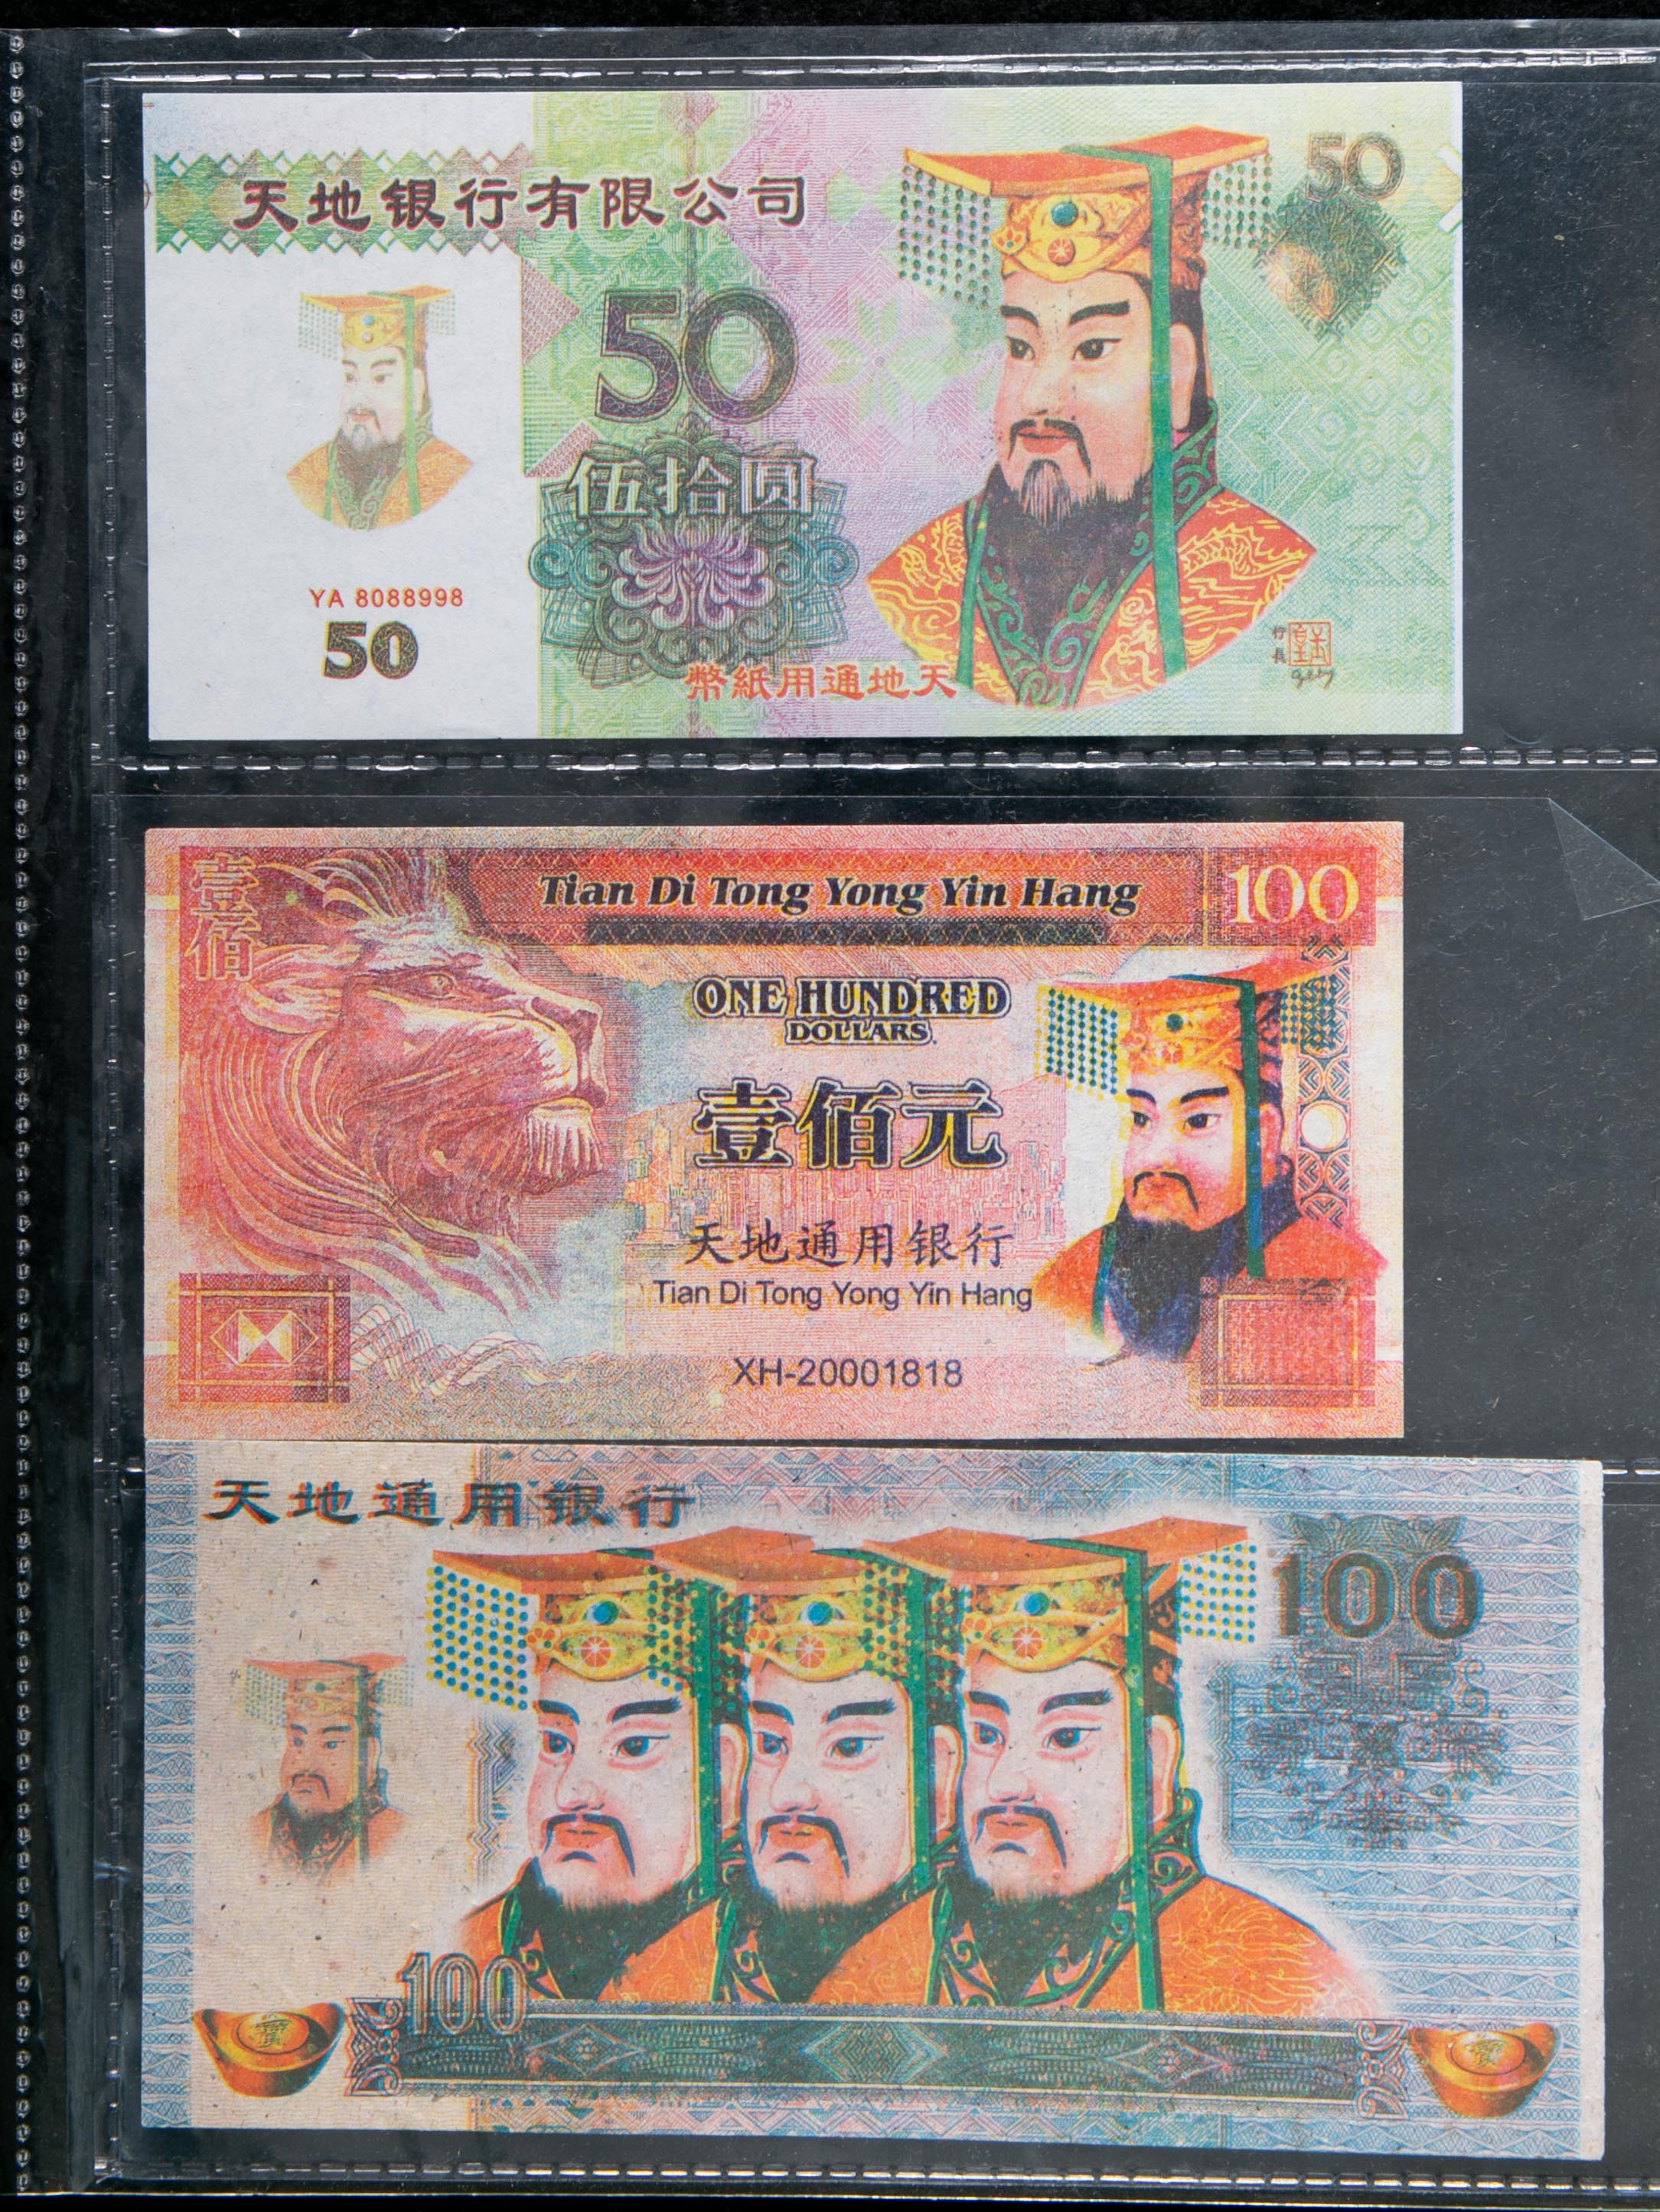 天地银行有限公司
50
50
伍拾圆
YA 8088998
50
幣紙用通地天
行長
壹佰
Tian Di Tong Yong Yin Hang
100
ONE HUNDRED
DOLLARS
壹佰元
天地通用银行
Tian Di Tong Yong Yin Hang
XH-20001818
天地通用银行
100
100